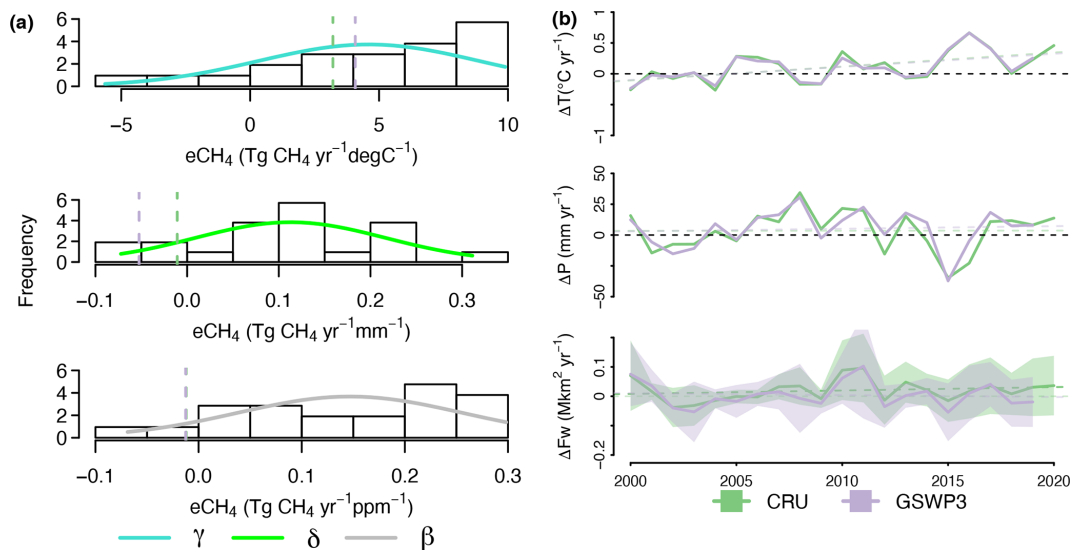 (a)
Frequency
6
4
2
0
−5 0 5 10
eCH₄ (Tg CH₄ yr⁻¹degC⁻¹)
6
4
2
0
−0.1 0.0 0.1 0.2 0.3
eCH₄ (Tg CH₄ yr⁻¹mm⁻¹)
6
4
2
0
−0.1 0.0 0.1 0.2 0.3
eCH₄ (Tg CH₄ yr⁻¹ppm⁻¹)
γ δ β
(b)
ΔT(°C yr⁻¹)
1
0.5
0
−1
ΔP (mm yr⁻¹)
50
25
0
−50
ΔFw (Mkm² yr⁻¹)
0.1
0
−0.2
2000 2005 2010 2015 2020
CRU GSWP3